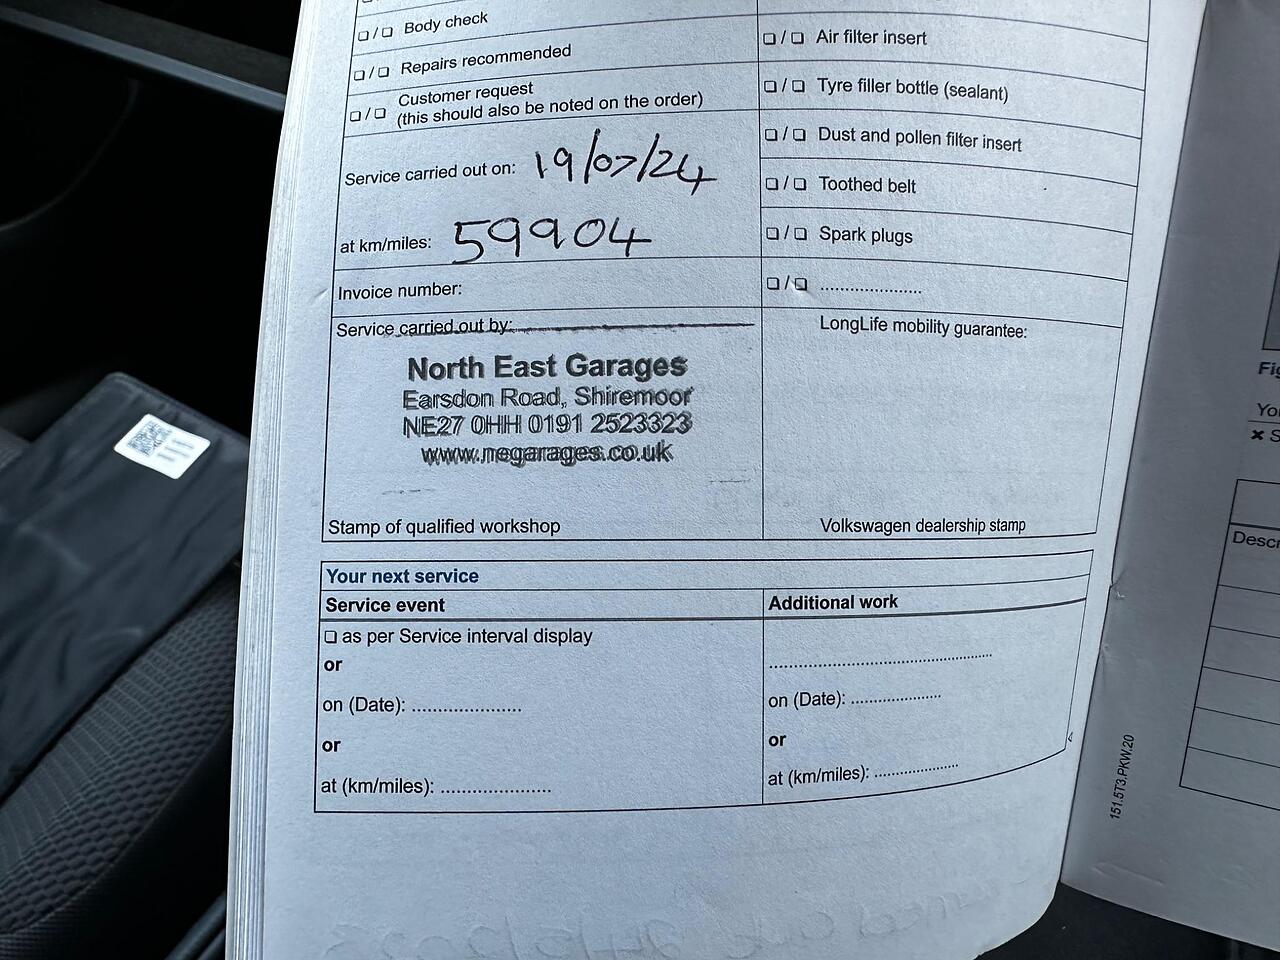 ❏ / ❏ Body check
❏ / ❏ Repairs recommended
❏ / ❏ Customer request
(this should also be noted on the order)
Service carried out on: 19/07/24
at km/miles: 59904
Invoice number:
Service carried out by:
North East Garages
Earsdon Road, Shiremoor
NE27 0HH 0191 2523323
www.negarages.co.uk
Stamp of qualified workshop
❏ / ❏ Air filter insert
❏ / ❏ Tyre filler bottle (sealant)
❏ / ❏ Dust and pollen filter insert
❏ / ❏ Toothed belt
❏ / ❏ Spark plugs
❏ / ❏ .....................
LongLife mobility guarantee:
Volkswagen dealership stamp
Your next service
Service event
❏ as per Service interval display
or
on (Date): ......................
or
at (km/miles): ......................
Additional work
.............................................
on (Date): ..................
or
at (km/miles): .................
151.5T3.PKW.20
Fig
You
× S
Descr